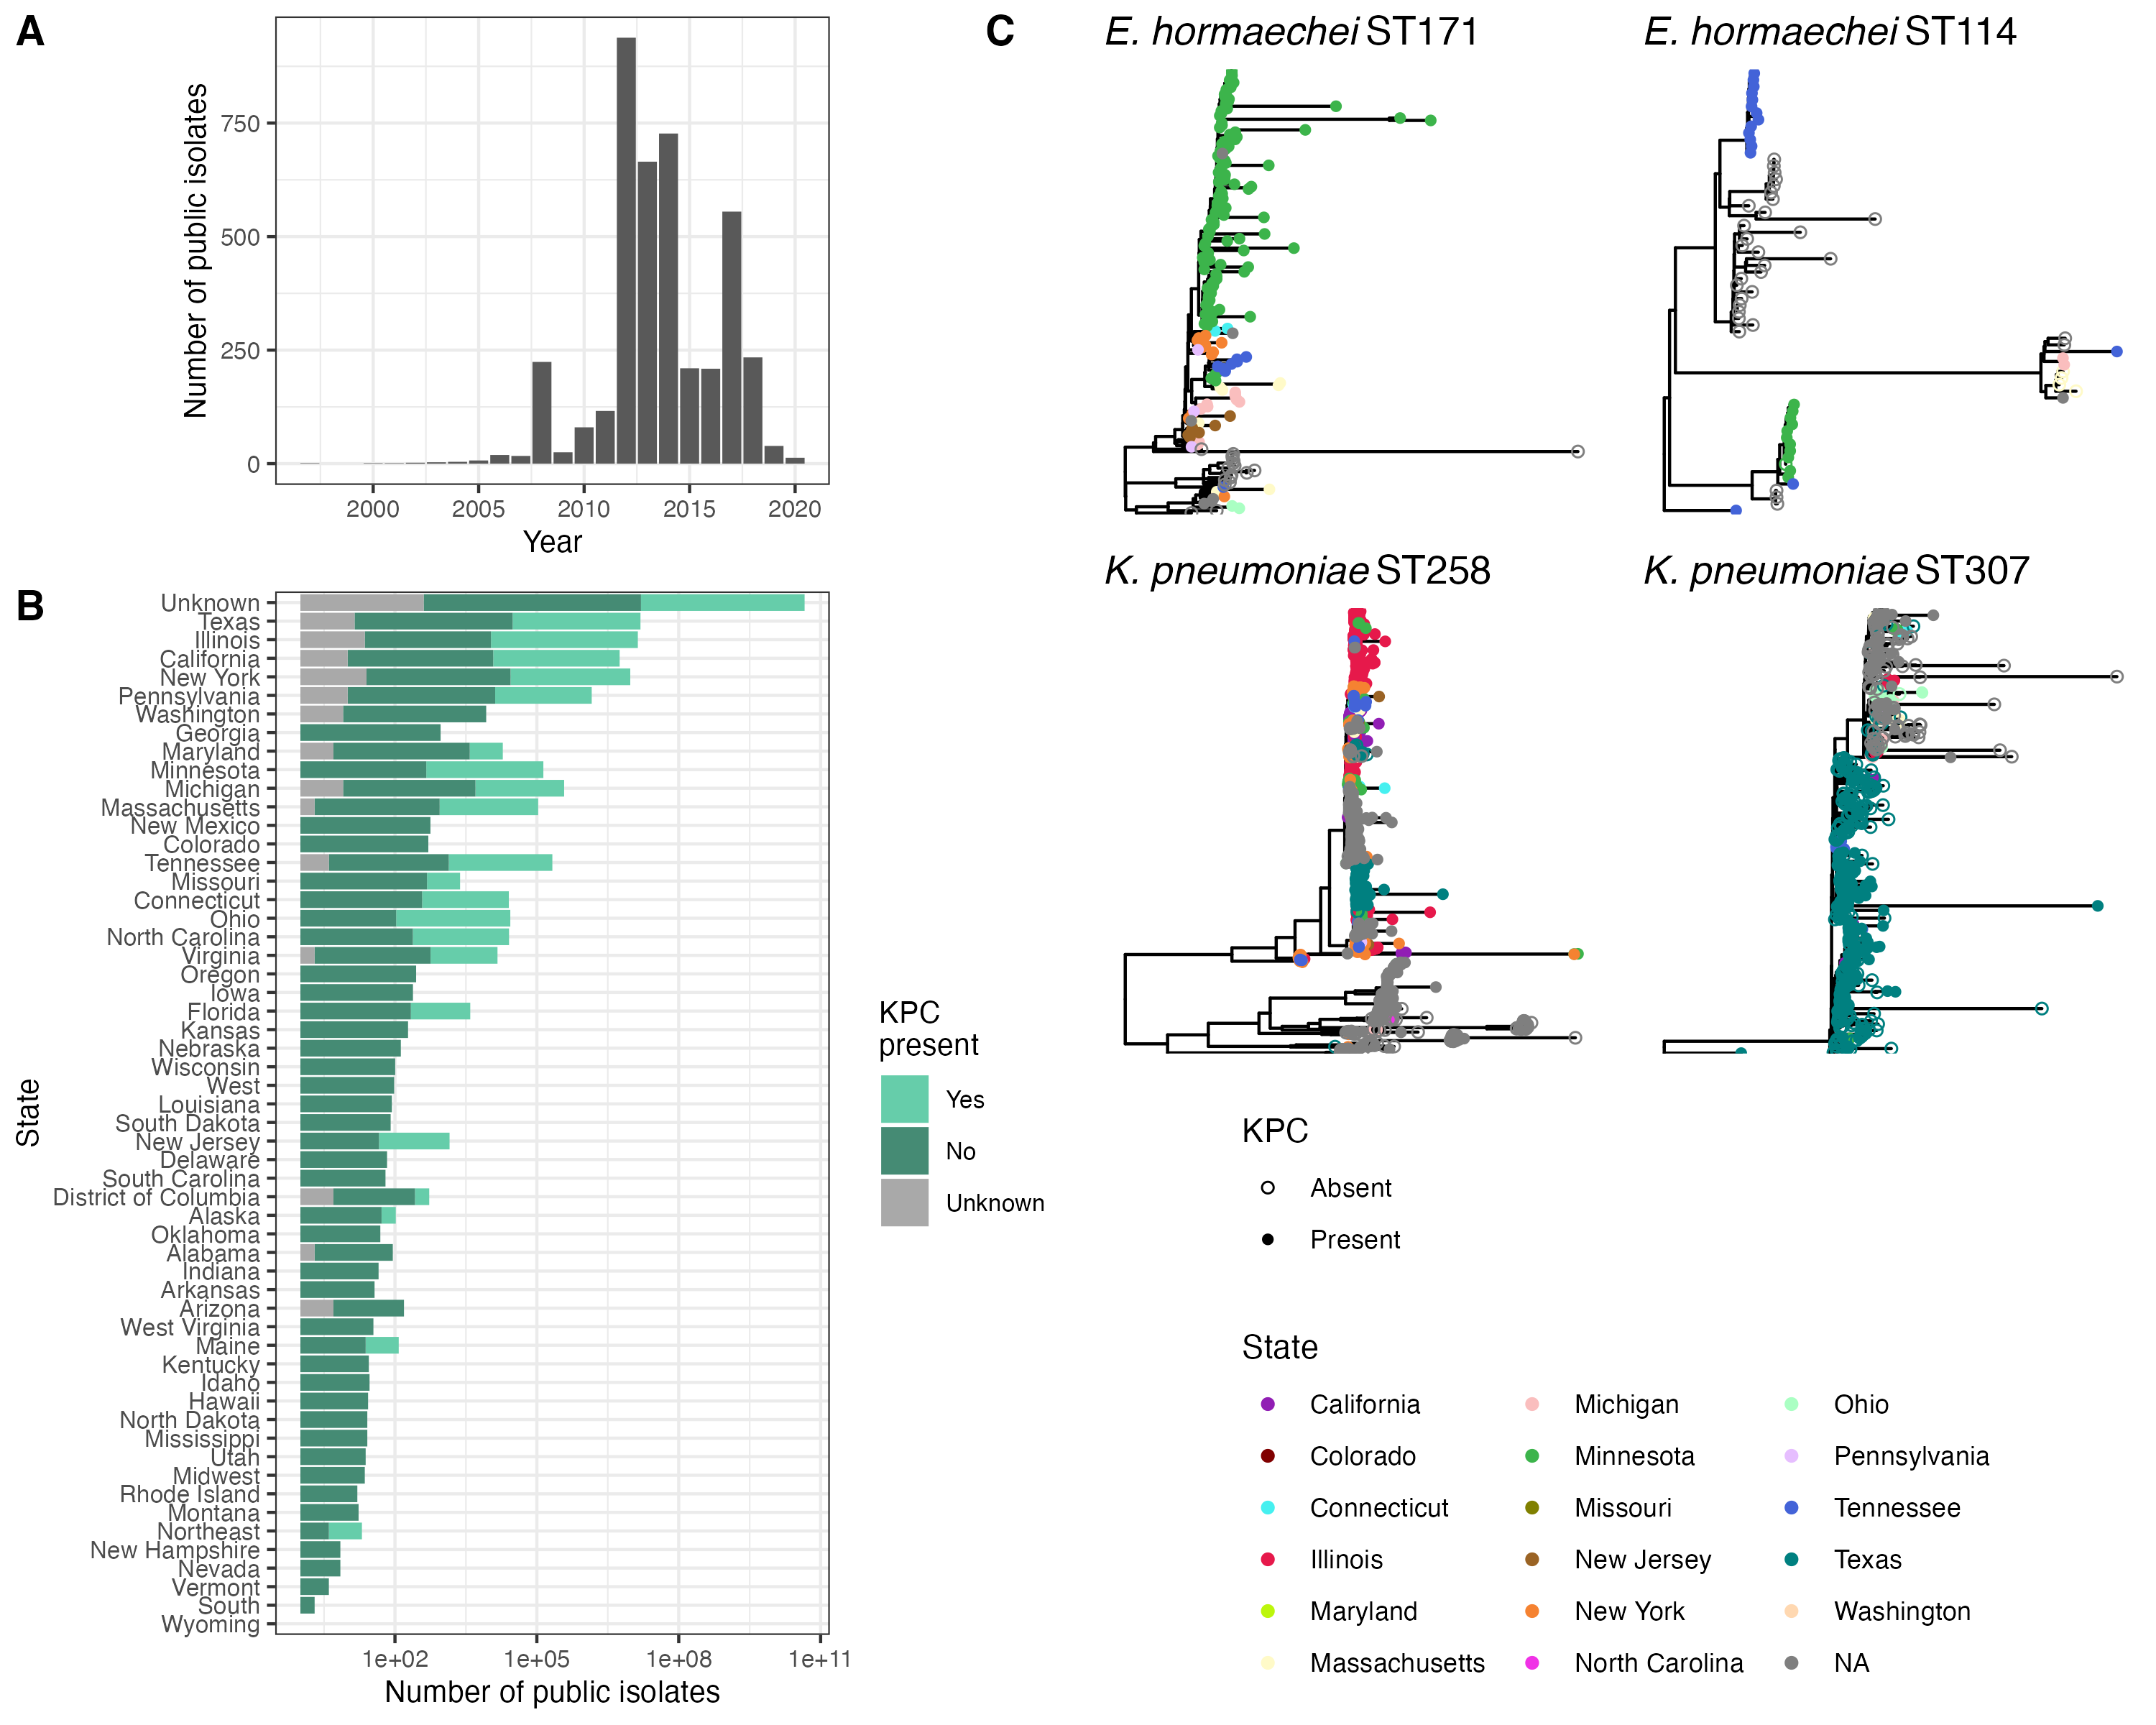 A
Number of public isolates
750
500
250
0
2000 2005 2010 2015 2020
Year
B
State
Unknown
Texas
Illinois
California
New York
Pennsylvania
Washington
Georgia
Maryland
Minnesota
Michigan
Massachusetts
New Mexico
Colorado
Tennessee
Missouri
Connecticut
Ohio
North Carolina
Virginia
Oregon
Iowa
Florida
Kansas
Nebraska
Wisconsin
West
Louisiana
South Dakota
New Jersey
Delaware
South Carolina
District of Columbia
Alaska
Oklahoma
Alabama
Indiana
Arkansas
Arizona
West Virginia
Maine
Kentucky
Idaho
Hawaii
North Dakota
Mississippi
Utah
Midwest
Rhode Island
Montana
Northeast
New Hampshire
Nevada
Vermont
South
Wyoming
1e+02 1e+05 1e+08 1e+11
Number of public isolates
KPC
present
Yes
No
Unknown
C
E. hormaechei ST171
E. hormaechei ST114
K. pneumoniae ST258
K. pneumoniae ST307
KPC
Absent
Present
State
California
Colorado
Connecticut
Illinois
Maryland
Massachusetts
Michigan
Minnesota
Missouri
New Jersey
New York
North Carolina
Ohio
Pennsylvania
Tennessee
Texas
Washington
NA